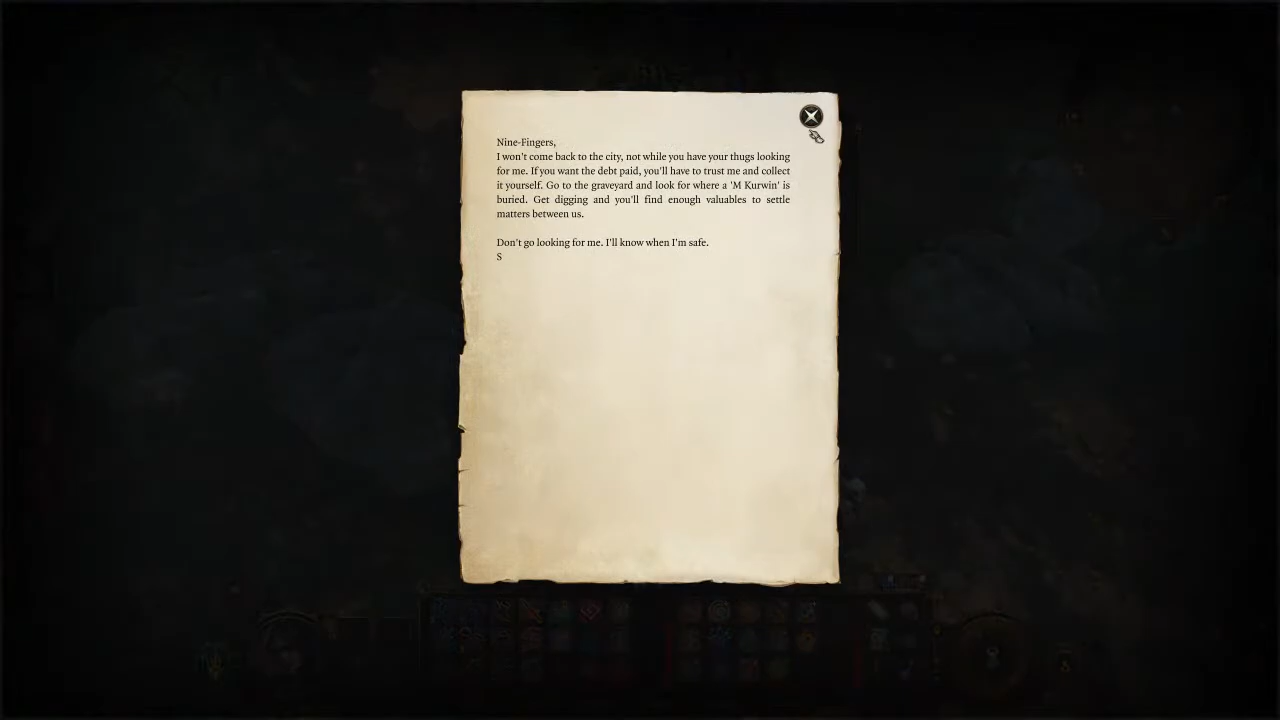 Nine-Fingers,
I won't come back to the city, not while you have your thugs looking
for me. If you want the debt paid, you'll have to trust me and collect
it yourself. Go to the graveyard and look for where a 'M Kurwin' is
buried. Get digging and you'll find enough valuables to settle
matters between us.
Don't go looking for me. I'll know when I'm safe.
S